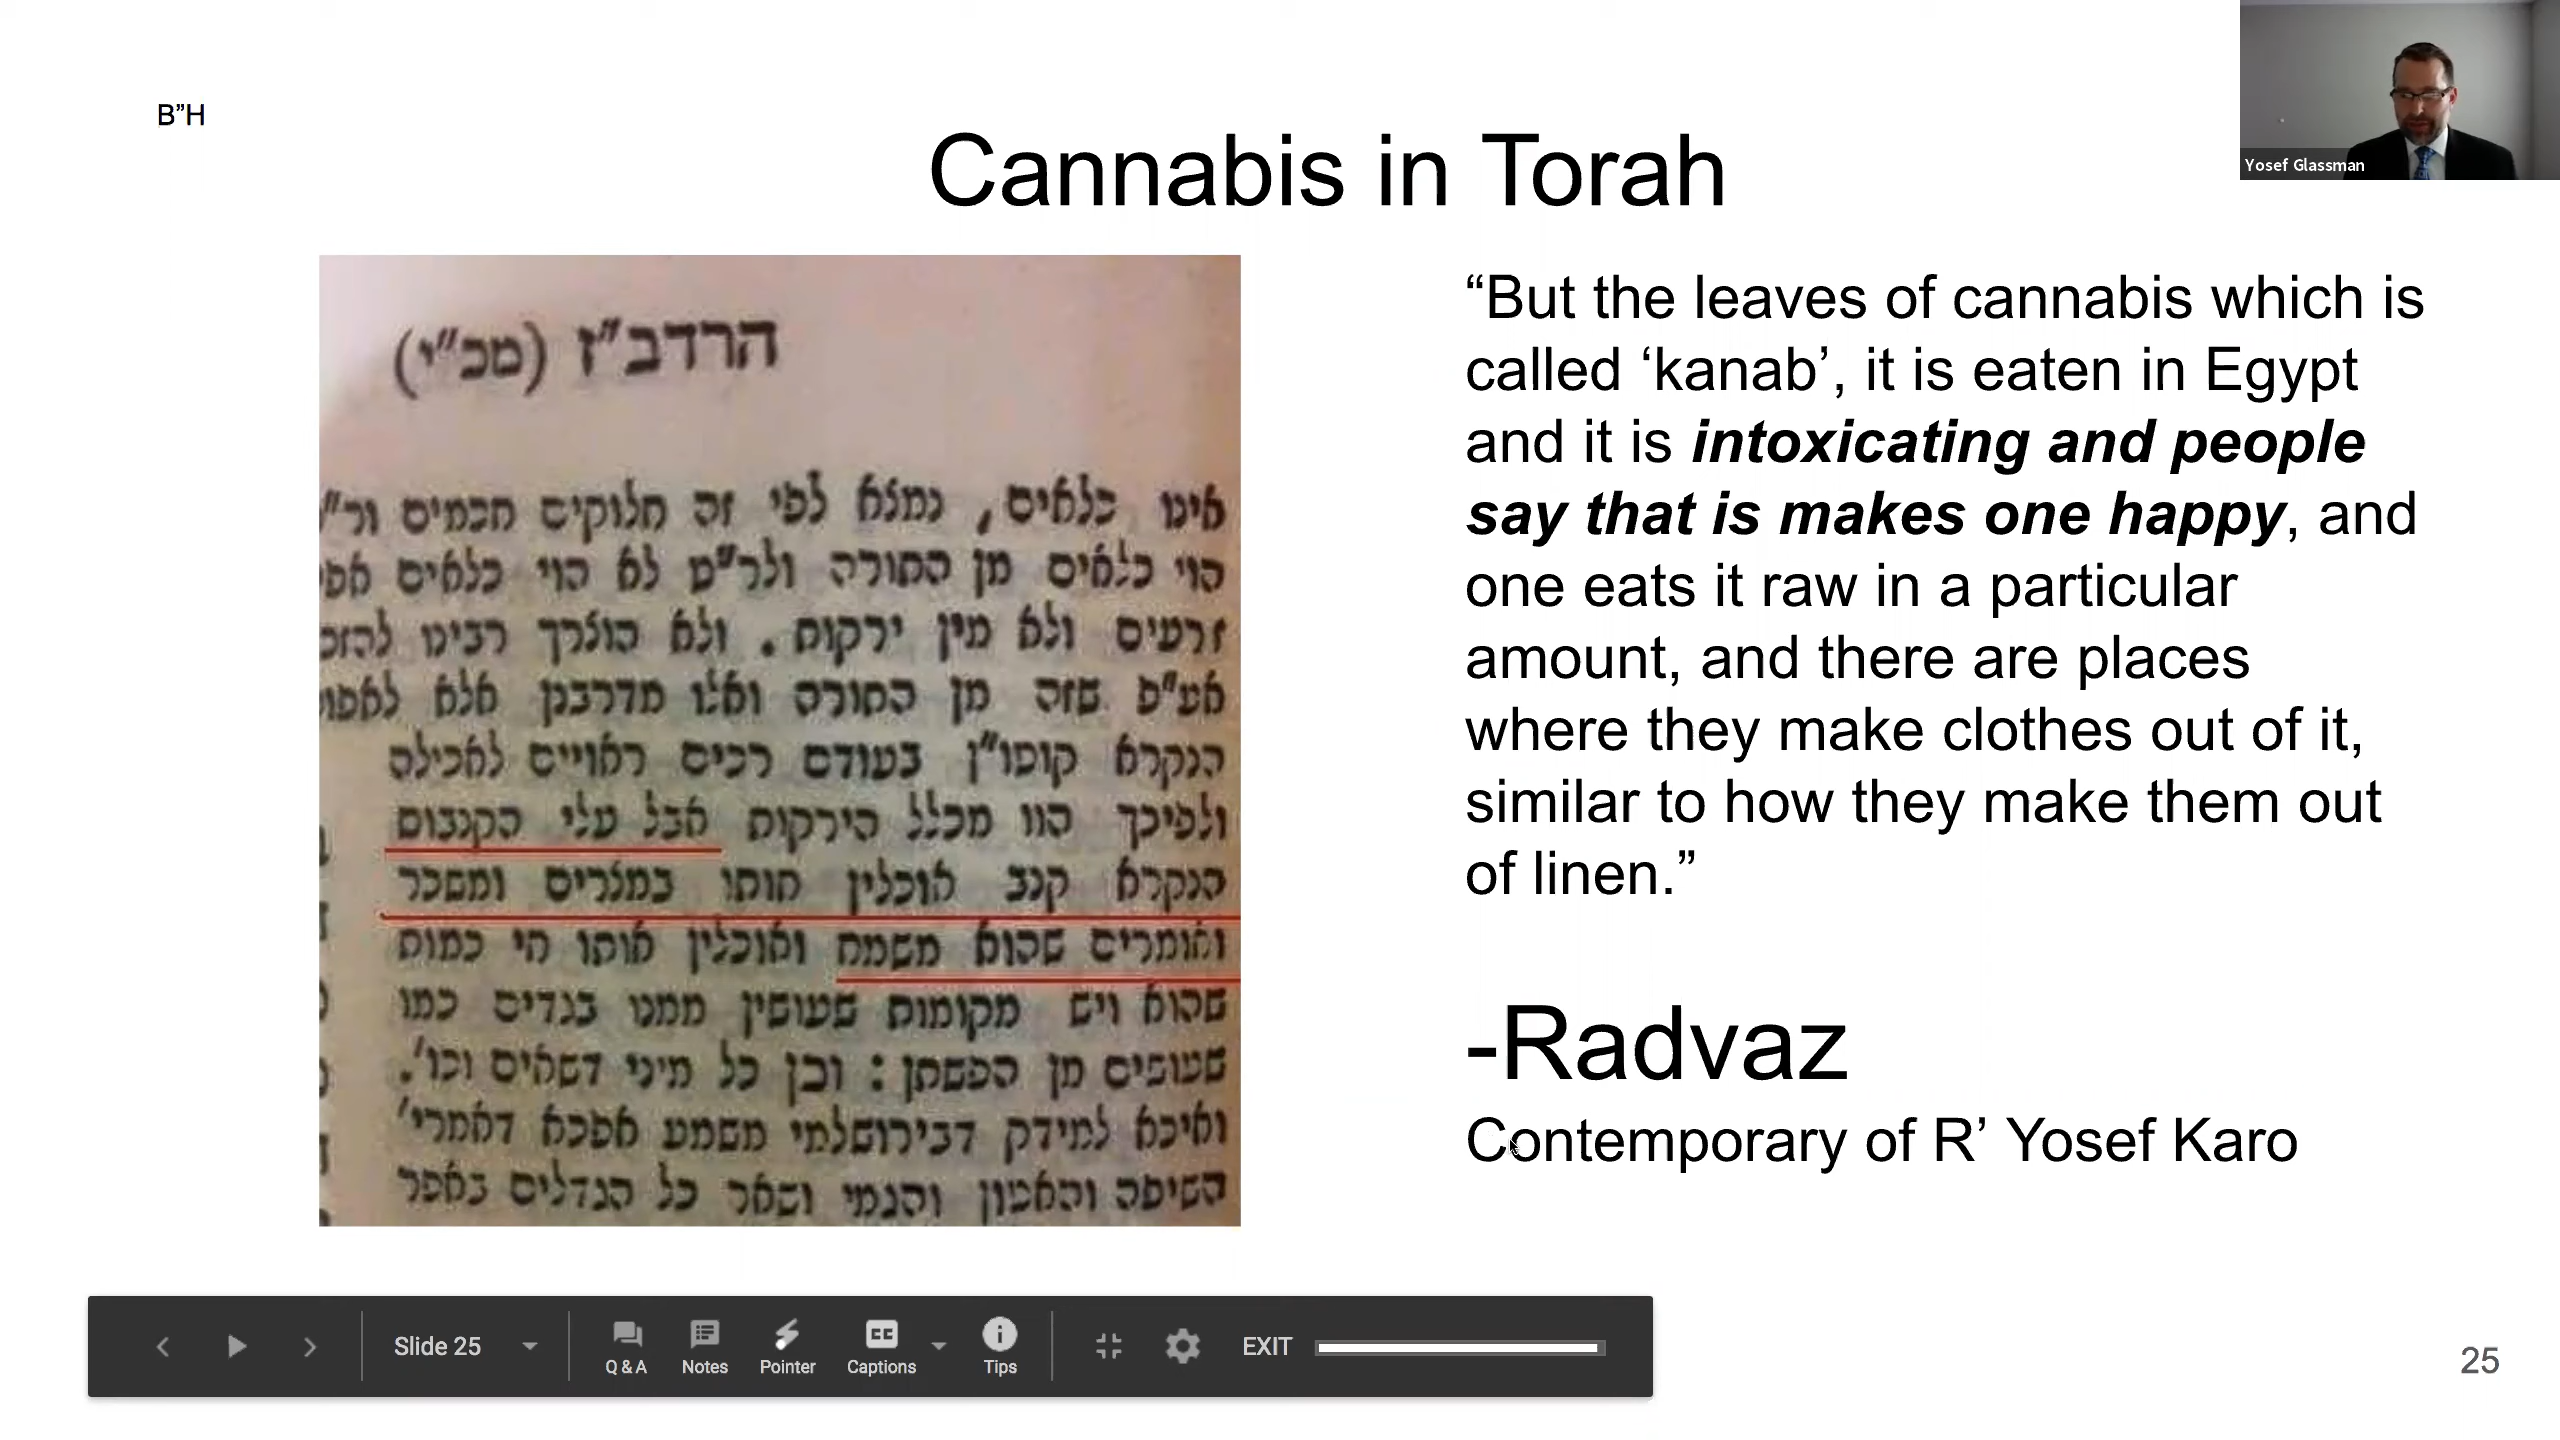 B”H
Cannabis in Torah
Yosef Glassman
הרדב"ז (מכ"י)
אינו כלאים, נמצא לפי זה חלוקים חכמים ור"
הוי כלאים מן התורה ולר"מ לא הוי כלאים
זרעים ולא מין ירקות. ולא הוצרך רבינו
אע"פ שזה מן התורה ואלו מדרבנן אלא
הנקרא קוטו"ן בעודם רכים ראויים לאכילה
ולפיכך הוו מכלל הירקות אבל עלי הקנבוס
הנקרא קנב אוכלין אותו במצרים ומשכר
ואומרים שהוא משמח ואוכלין אותו חי כמות
שהוא ויש מקומות שעושין ממנו בגדים כמו
שעושים מן הפשתן: וכן כל מיני דשאים וכו'.
ואיכא למידק דבירושלמי משמע אפכא דאמרי'
והאטון והגמי ושאר כל הגדלים באפר
“But the leaves of cannabis which is
called ‘kanab’, it is eaten in Egypt
and it is intoxicating and people
say that is makes one happy, and
one eats it raw in a particular
amount, and there are places
where they make clothes out of it,
similar to how they make them out
of linen.”
-Radvaz
Contemporary of R’ Yosef Karo
Slide 25
Q & A
Notes
Pointer
CC
Captions
Tips
EXIT
25